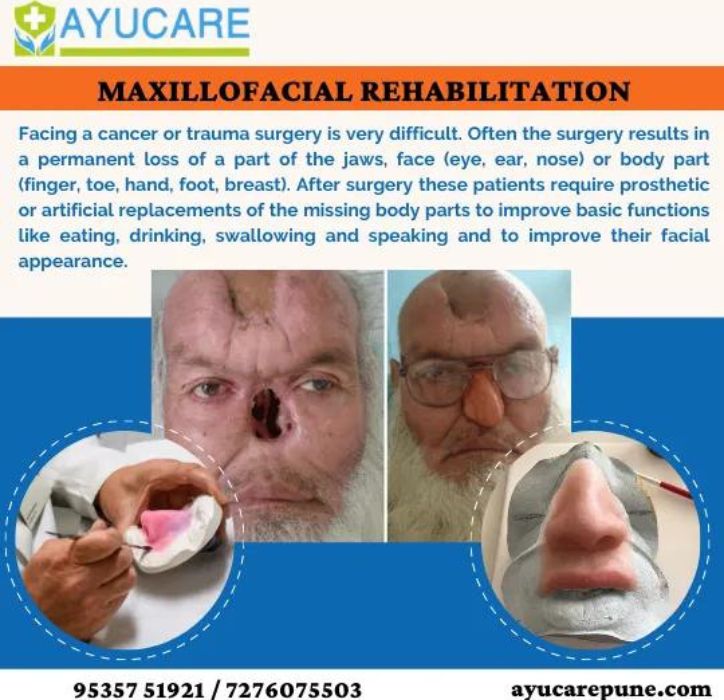 AYUCARE
MAXILLOFACIAL REHABILITATION
Facing a cancer or trauma surgery is very difficult. Often the surgery results in
a permanent loss of a part of the jaws, face (eye, ear, nose) or body part
(finger, toe, hand, foot, breast). After surgery these patients require prosthetic
or artificial replacements of the missing body parts to improve basic functions
like eating, drinking, swallowing and speaking and to improve their facial
appearance.
95357 51921 / 7276075503
ayucarepune.com